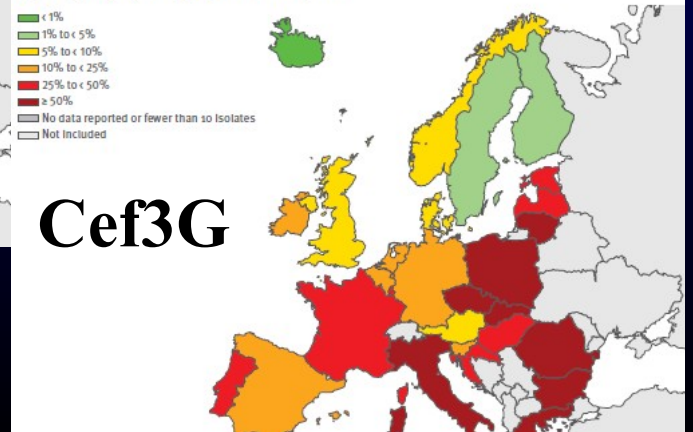 < 1%
1% to < 5%
5% to < 10%
10% to < 25%
25% to < 50%
≥ 50%
No data reported or fewer than 10 isolates
Not included
Cef3G